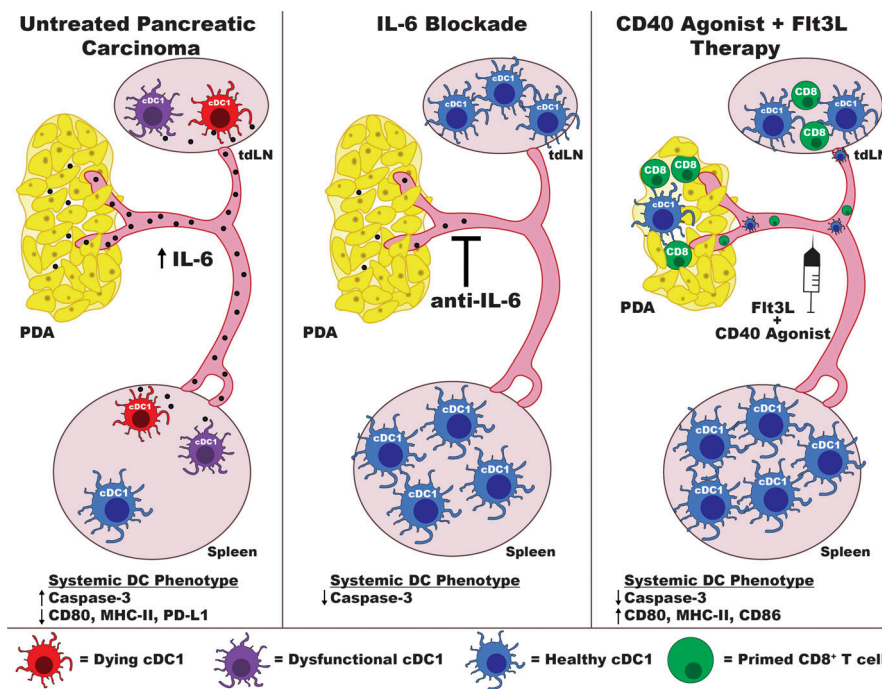 Untreated Pancreatic
Carcinoma
cDC1
cDC1
tdLN
↑ IL-6
PDA
cDC1
cDC1
cDC1
Spleen
Systemic DC Phenotype
↑ Caspase-3
↓ CD80, MHC-II, PD-L1
IL-6 Blockade
cDC1
cDC1
cDC1
tdLN
anti-IL-6
PDA
cDC1
cDC1
cDC1
cDC1
Spleen
Systemic DC Phenotype
↓ Caspase-3
CD40 Agonist + Flt3L
Therapy
CD8
cDC1
cDC1
CD8
tdLN
CD8
CD8
cDC1
CD8
PDA
Flt3L
+
CD40 Agonist
cDC1
cDC1
cDC1
cDC1
cDC1
cDC1
Spleen
Systemic DC Phenotype
↓ Caspase-3
↑ CD80, MHC-II, CD86
= Dying cDC1
= Dysfunctional cDC1
= Healthy cDC1
= Primed CD8⁺ T cell